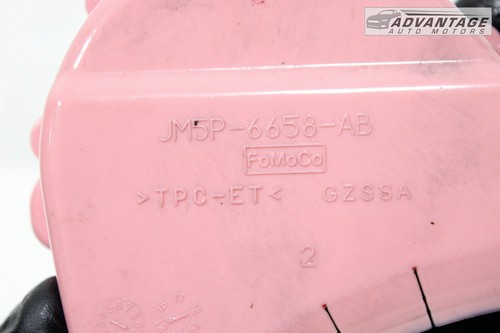 ADVANTAGE
AUTO MOTORS
JM5P-6658-AB
FoMoCo
>TPC-ET< GZSSA
2